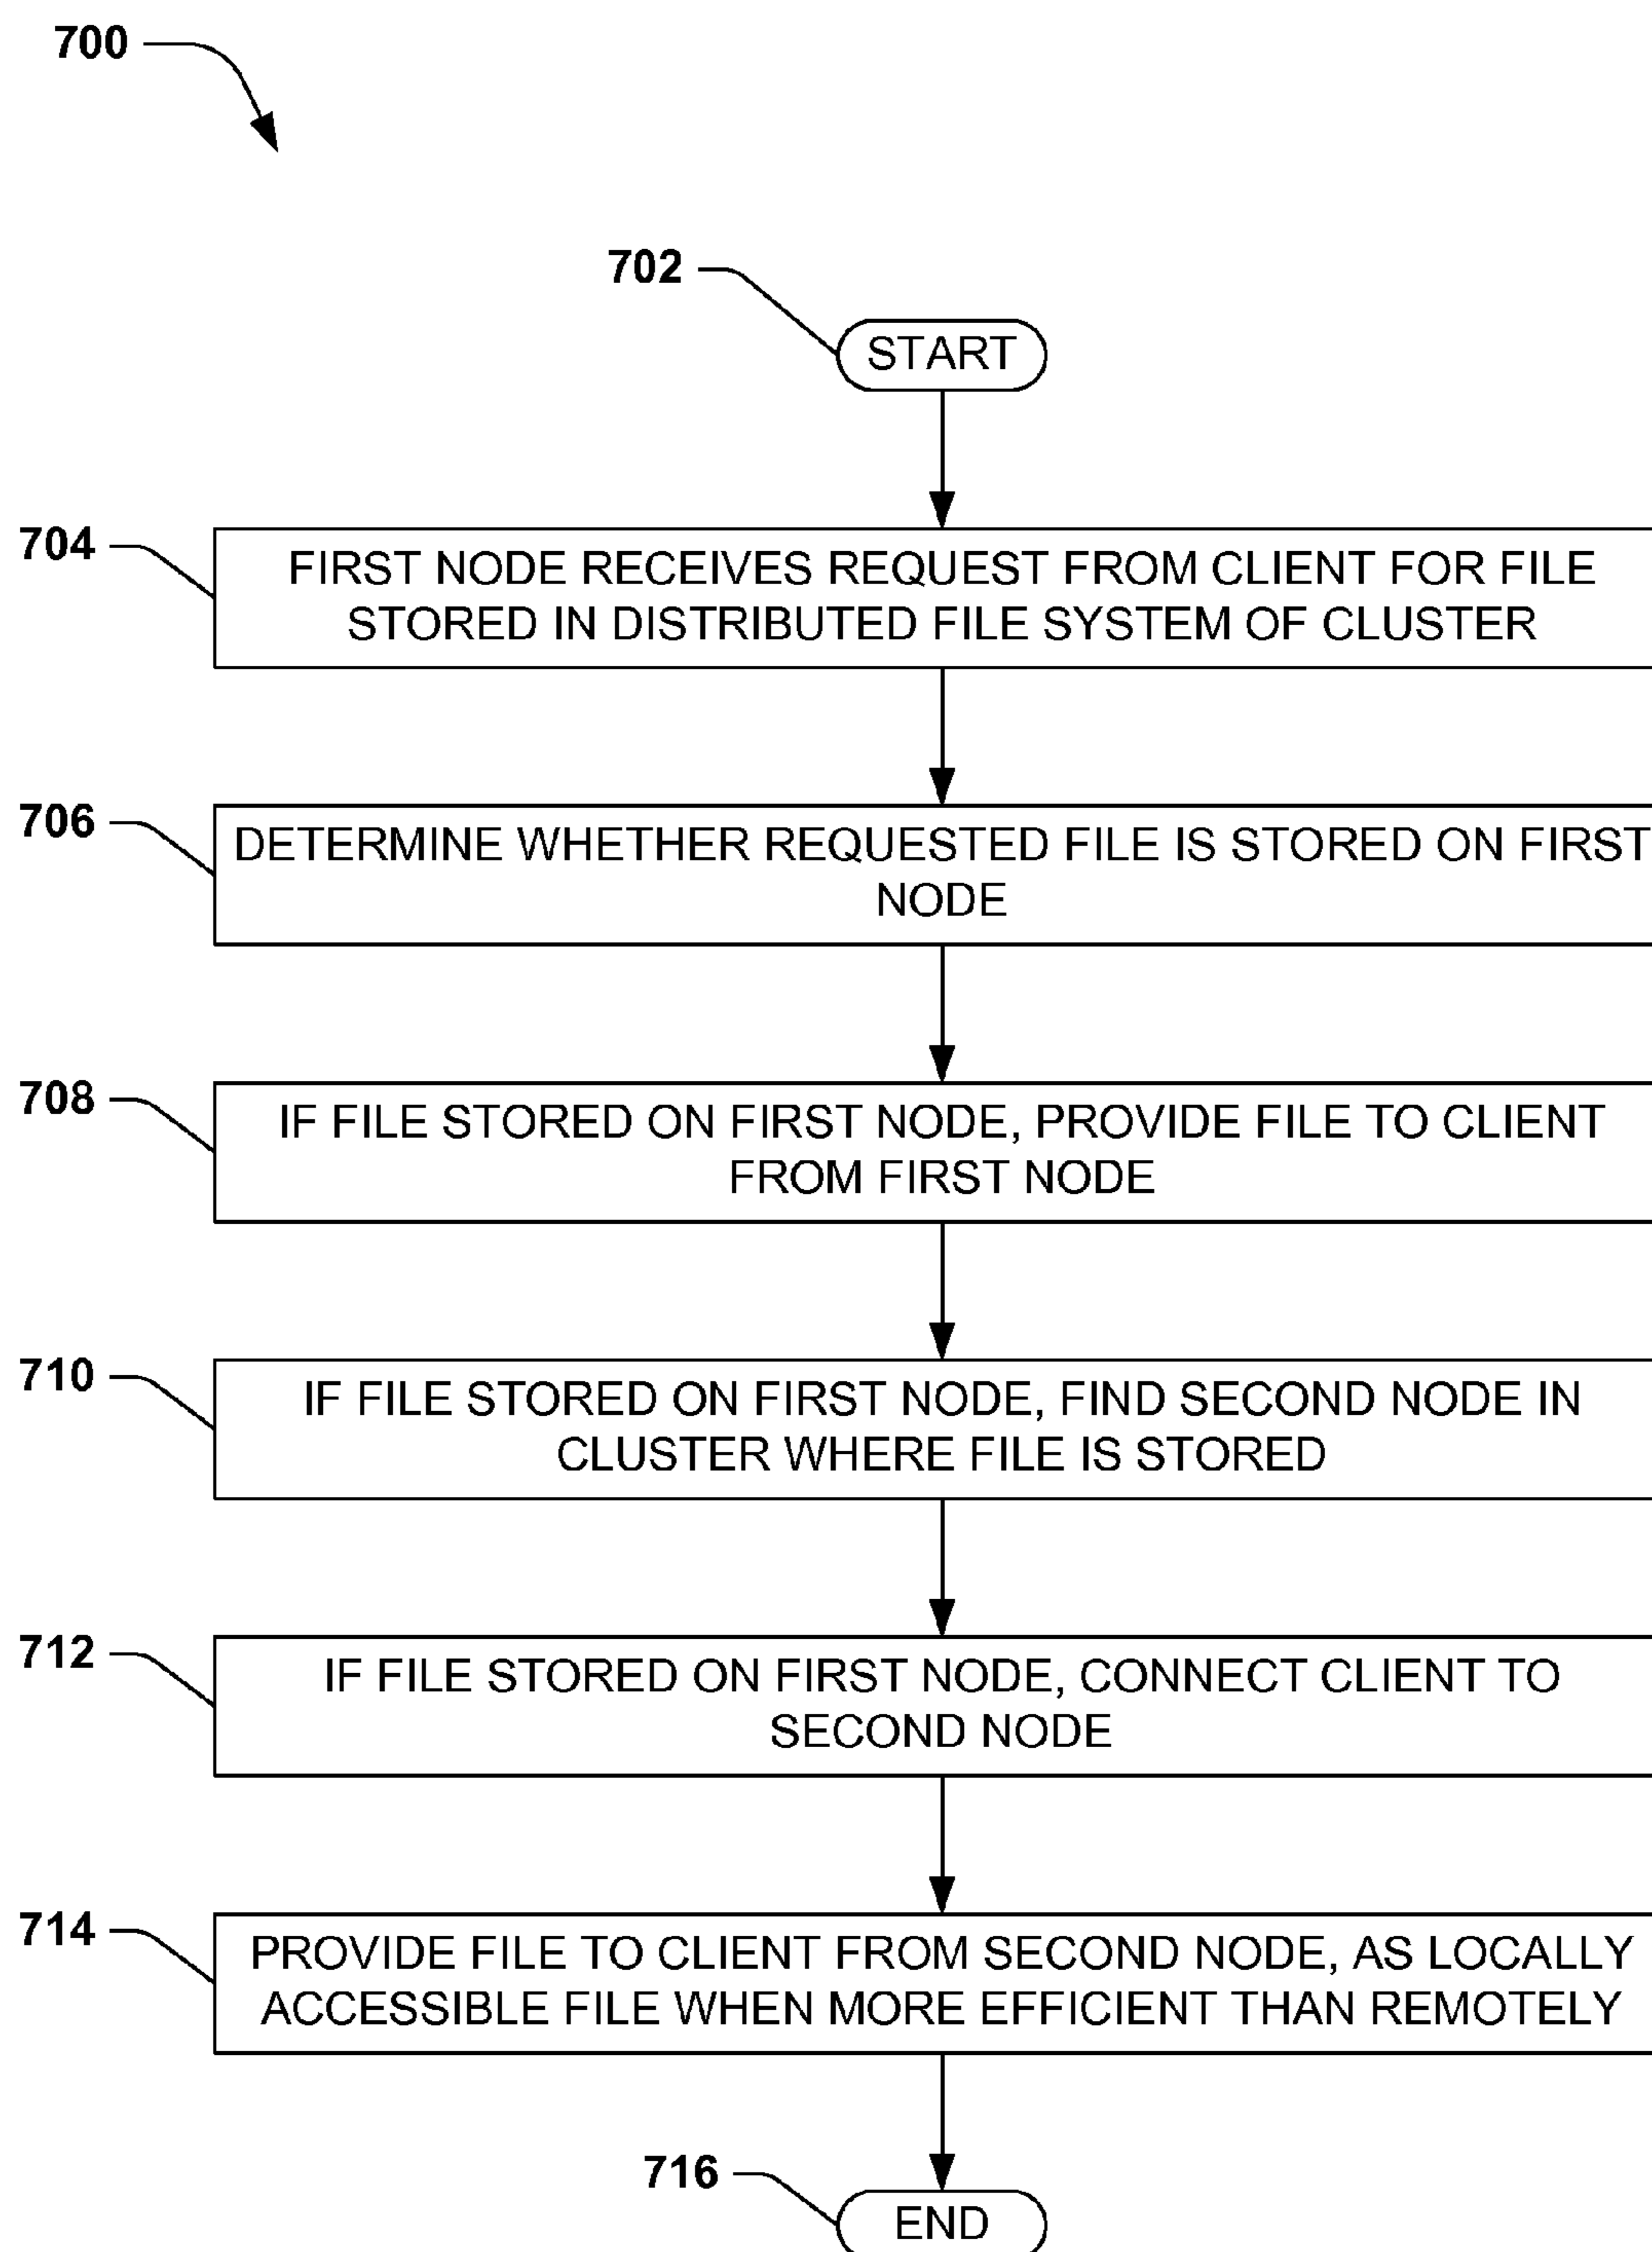 700
702
START
704
FIRST NODE RECEIVES REQUEST FROM CLIENT FOR FILE
STORED IN DISTRIBUTED FILE SYSTEM OF CLUSTER
706
DETERMINE WHETHER REQUESTED FILE IS STORED ON FIRST
NODE
708
IF FILE STORED ON FIRST NODE, PROVIDE FILE TO CLIENT
FROM FIRST NODE
710
IF FILE STORED ON FIRST NODE, FIND SECOND NODE IN
CLUSTER WHERE FILE IS STORED
712
IF FILE STORED ON FIRST NODE, CONNECT CLIENT TO
SECOND NODE
714
PROVIDE FILE TO CLIENT FROM SECOND NODE, AS LOCALLY
ACCESSIBLE FILE WHEN MORE EFFICIENT THAN REMOTELY
716
END